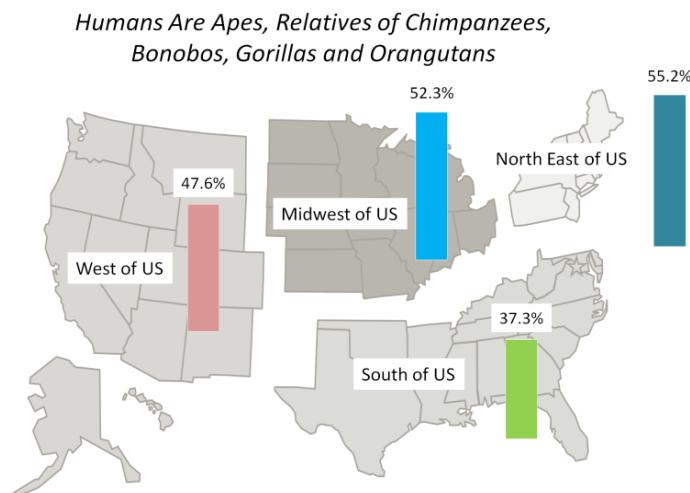 Humans Are Apes, Relatives of Chimpanzees,
Bonobos, Gorillas and Orangutans
55.2%
52.3%
North East of US
47.6%
Midwest of US
West of US
37.3%
South of US